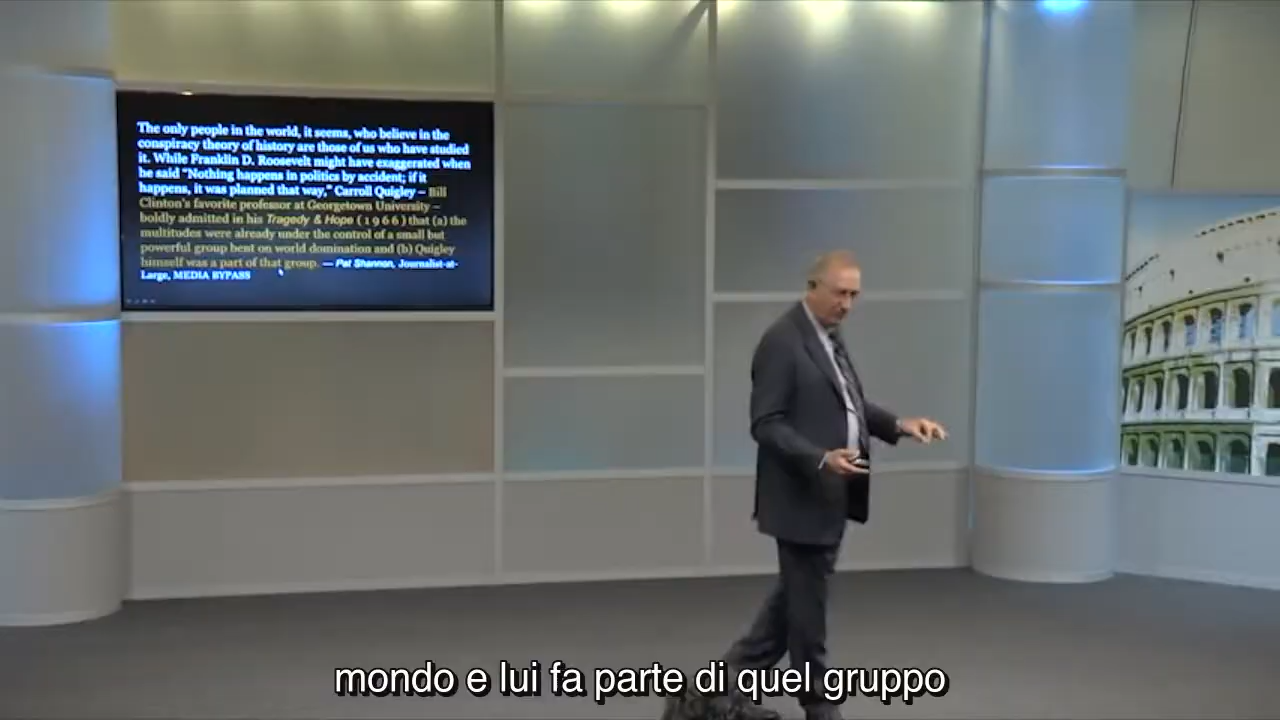 The only people in the world, it seems, who believe in the
conspiracy theory of history are those of us who have studied
it. While Franklin D. Roosevelt might have exaggerated when
he said "Nothing happens in politics by accident; if it
happens, it was planned that way," Carroll Quigley – Bill
Clinton's favorite professor at Georgetown University –
boldly admitted in his Tragedy & Hope (1966) that (a) the
multitudes were already under the control of a small but
powerful group bent on world domination and (b) Quigley
himself was a part of that group. — Pat Shannon, Journalist-at-
Large, MEDIA BYPASS
mondo e lui fa parte di quel gruppo